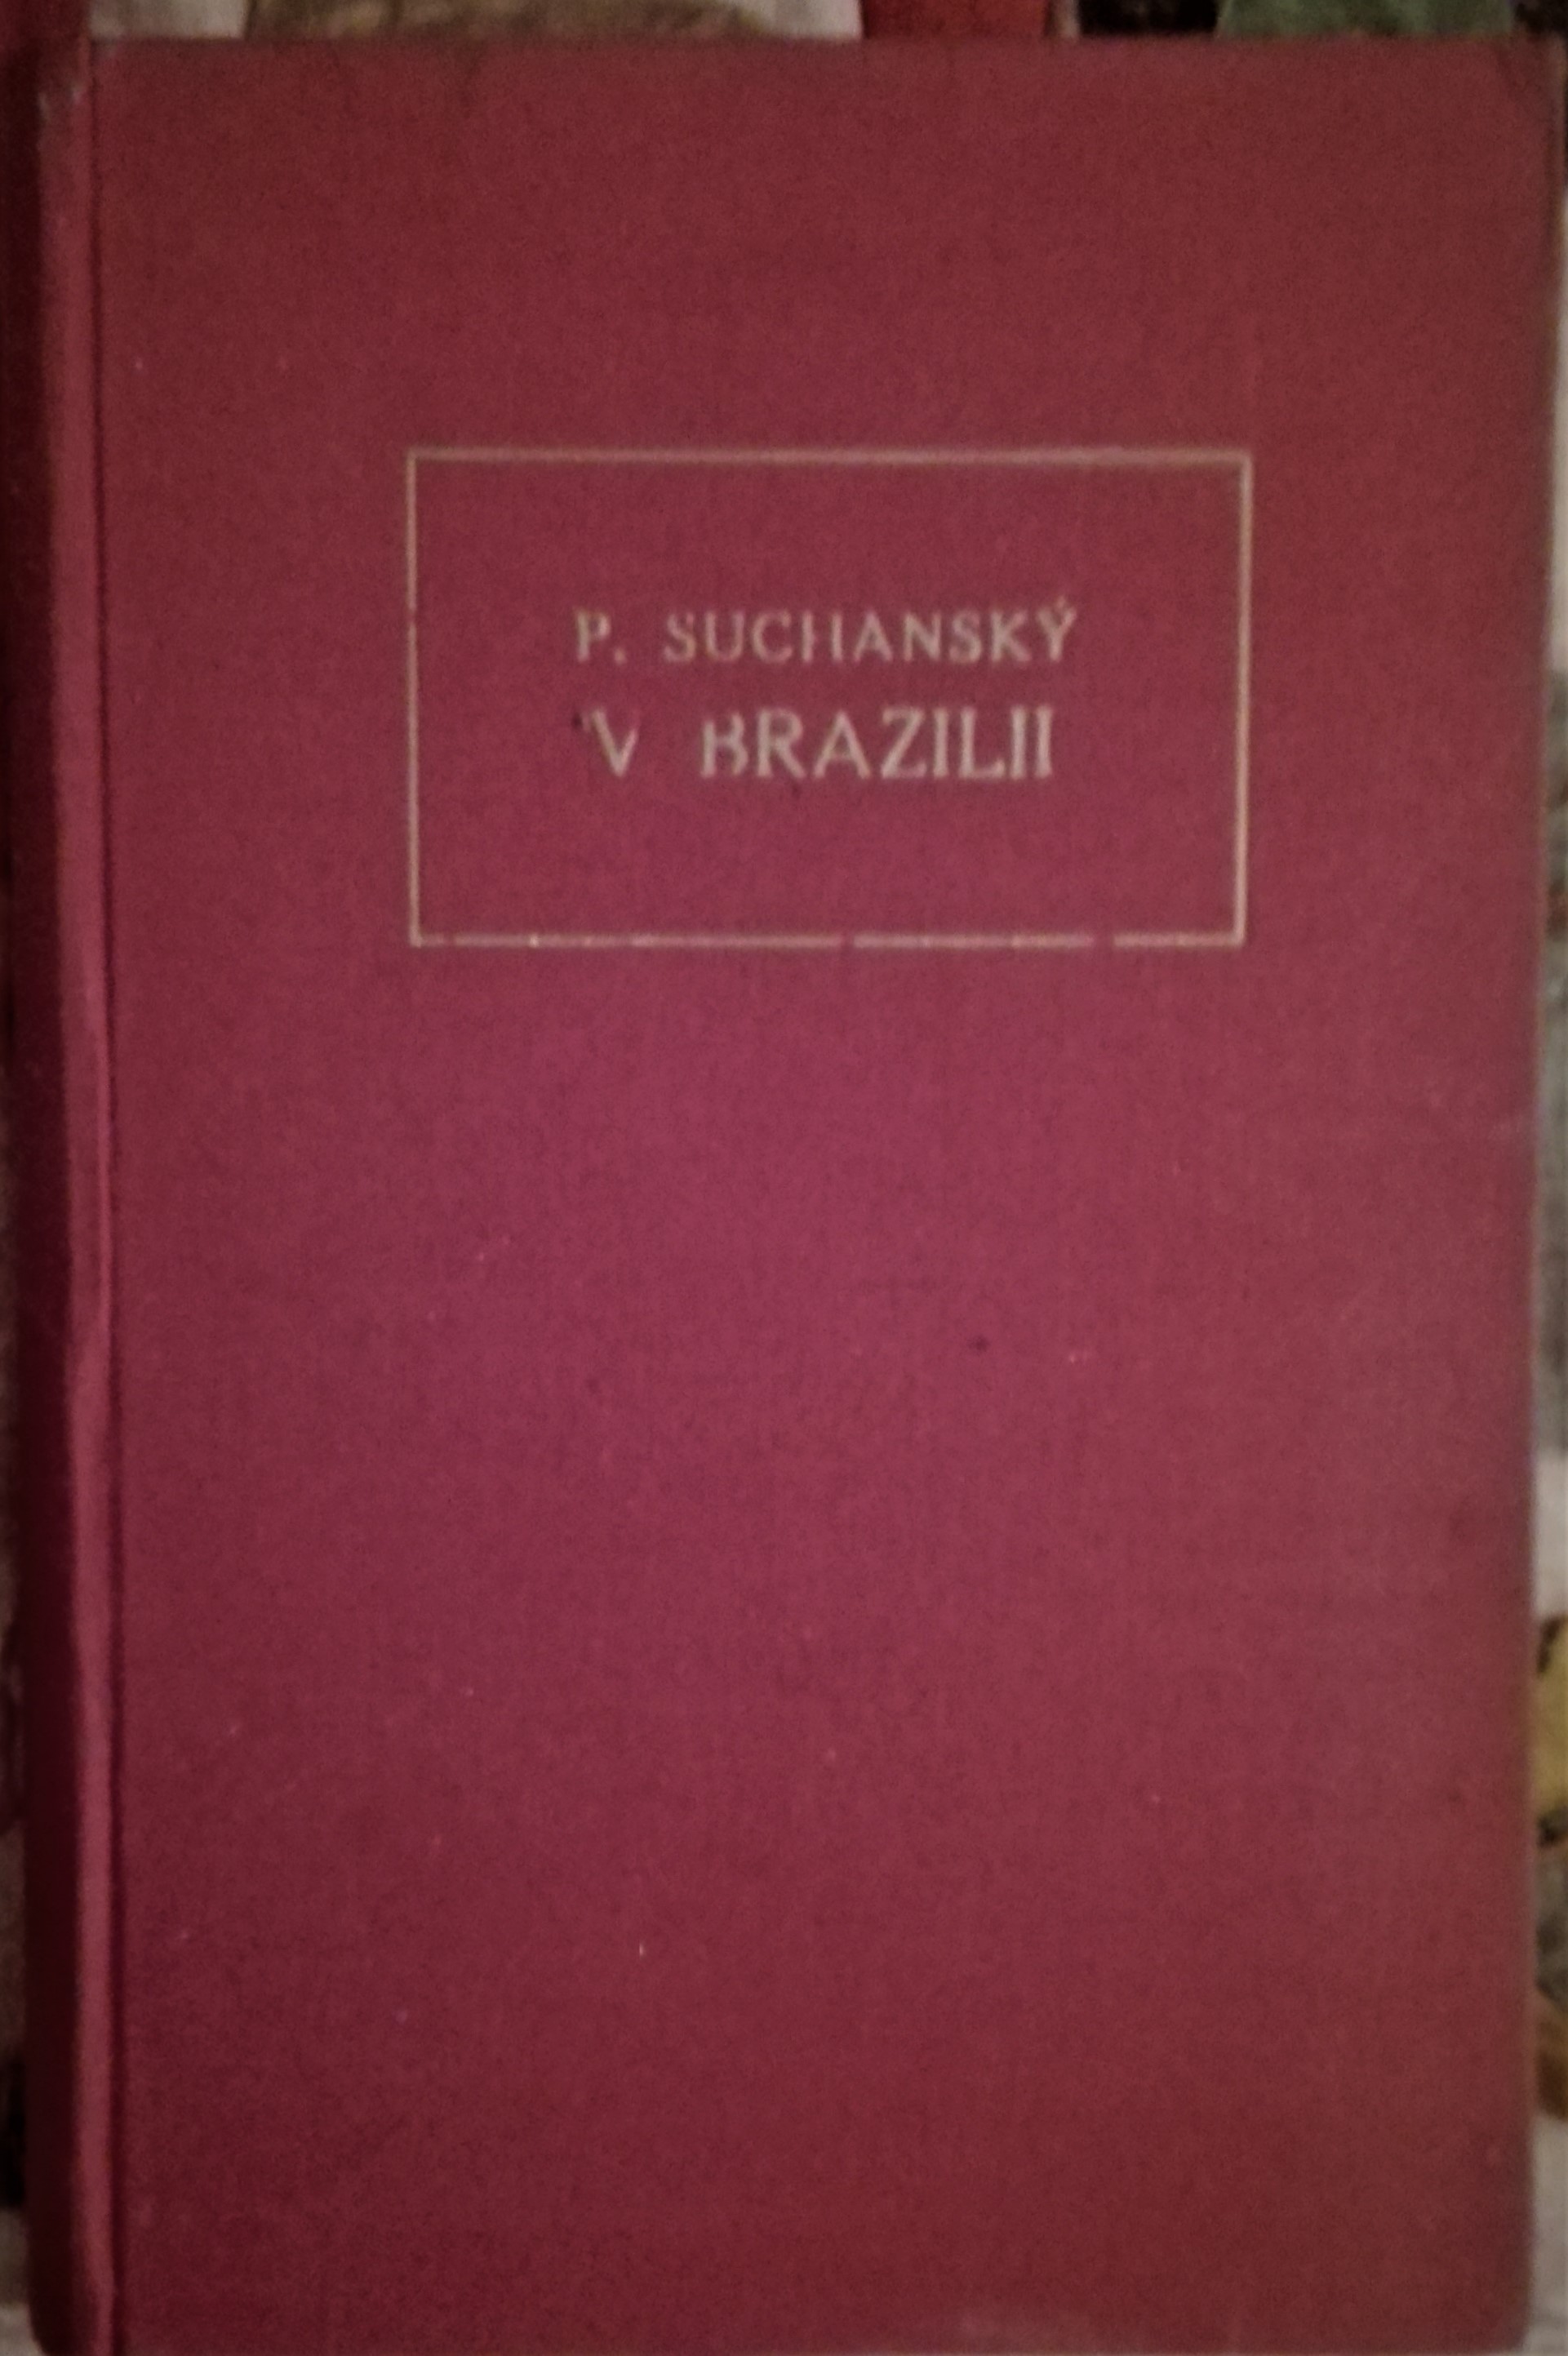 P. SUCHANSKÝ
V BRAZILII